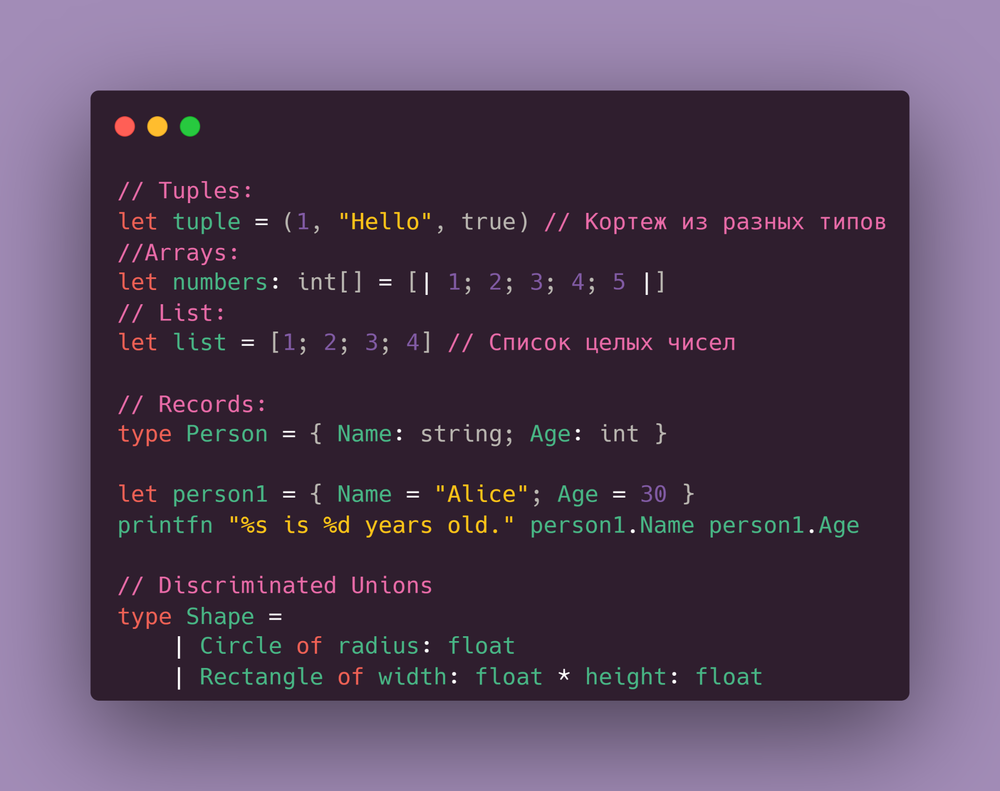 // Tuples:
let tuple = (1, "Hello", true) // Кортеж из разных типов
//Arrays:
let numbers: int[] = [| 1; 2; 3; 4; 5 |]
// List:
let list = [1; 2; 3; 4] // Список целых чисел
// Records:
type Person = { Name: string; Age: int }
let person1 = { Name = "Alice"; Age = 30 }
printfn "%s is %d years old." person1.Name person1.Age
// Discriminated Unions
type Shape =
    | Circle of radius: float
    | Rectangle of width: float * height: float